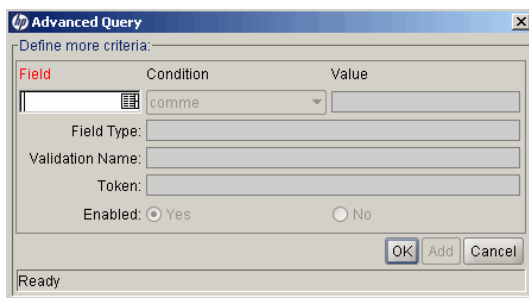 hp Advanced Query
Define more criteria:
Field Condition Value
comme
Field Type:
Validation Name:
Token:
Enabled: Yes No
OK Add Cancel
Ready